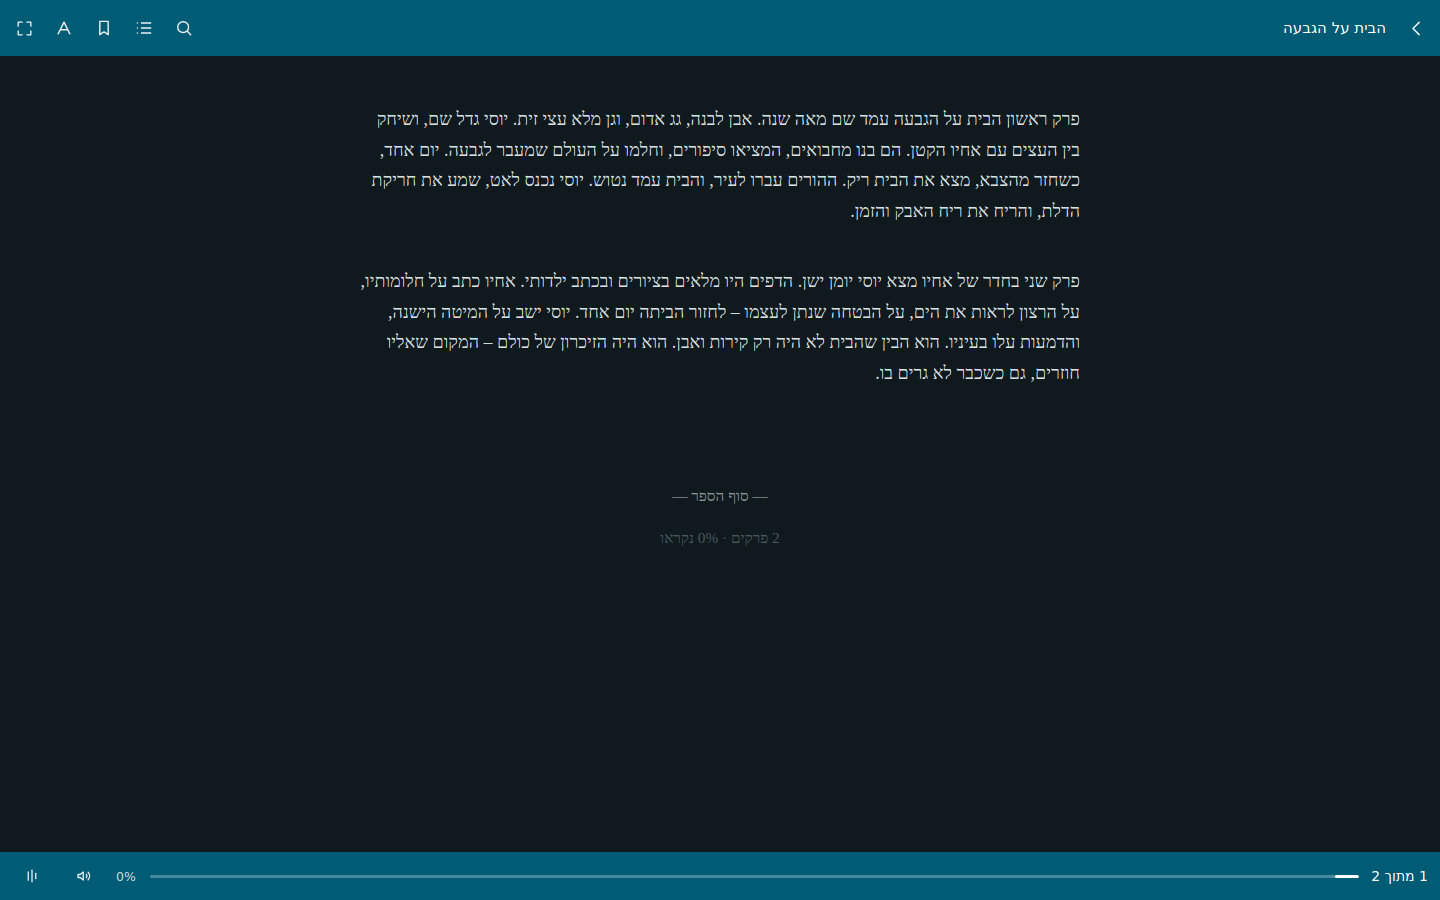 הבית על הגבעה
פרק ראשון הבית על הגבעה עמד שם מאה שנה. אבן לבנה, גג אדום, וגן מלא עצי זית. יוסי גדל שם, ושיחק
בין העצים עם אחיו הקטן. הם בנו מחבואים, המציאו סיפורים, וחלמו על העולם שמעבר לגבעה. יום אחד,
כשחזר מהצבא, מצא את הבית ריק. ההורים עברו לעיר, והבית עמד נטוש. יוסי נכנס לאט, שמע את חריקת
הדלת, והריח את ריח האבק והזמן.
פרק שני בחדר של אחיו מצא יוסי יומן ישן. הדפים היו מלאים בציורים ובכתב ילדותי. אחיו כתב על חלומותיו,
על הרצון לראות את הים, על הבטחה שנתן לעצמו – לחזור הביתה יום אחד. יוסי ישב על המיטה הישנה,
והדמעות עלו בעיניו. הוא הבין שהבית לא היה רק קירות ואבן. הוא היה הזיכרון של כולם – המקום שאליו
חוזרים, גם כשכבר לא גרים בו.
— סוף הספר —
2 פרקים · 0% נקראו
1 מתוך 2
0%